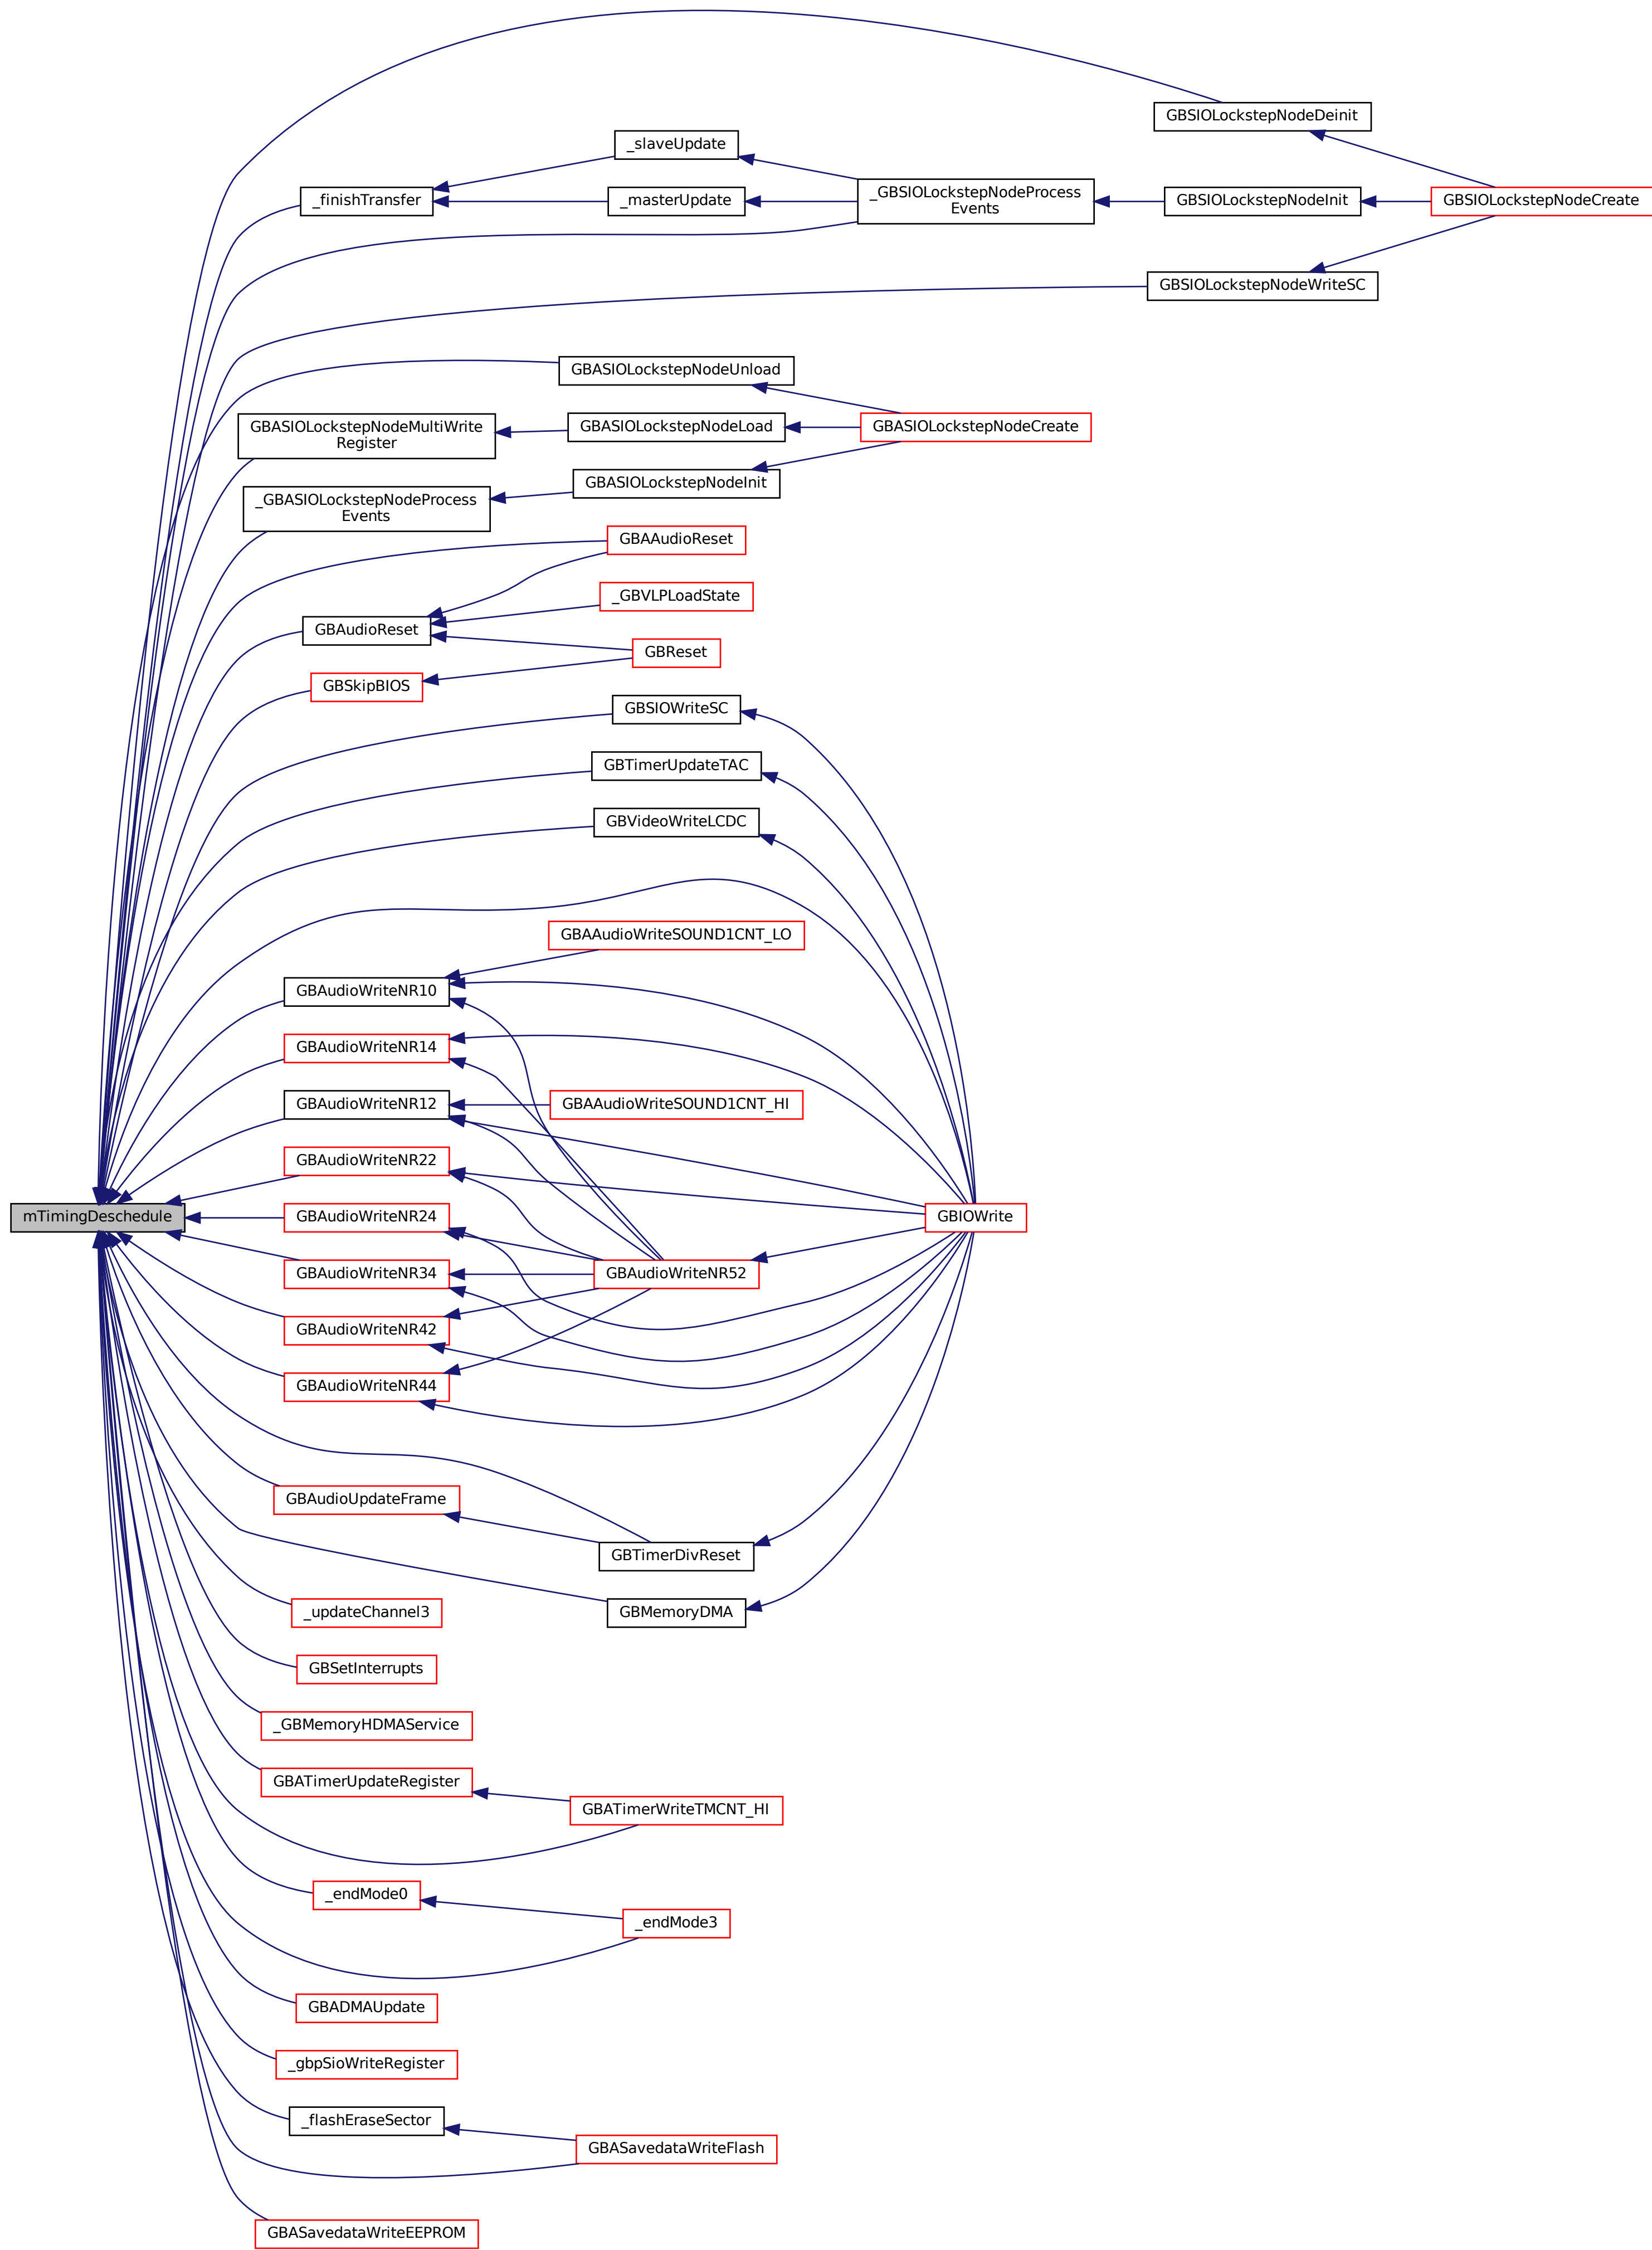 GBSIOLockstepNodeDeinit
_slaveUpdate
_finishTransfer
_masterUpdate
_GBSIOLockstepNodeProcess
Events
GBSIOLockstepNodeInit
GBSIOLockstepNodeCreate
GBSIOLockstepNodeWriteSC
GBASIOLockstepNodeUnload
GBASIOLockstepNodeMultiWrite
Register
GBASIOLockstepNodeLoad
GBASIOLockstepNodeCreate
GBASIOLockstepNodeInit
_GBASIOLockstepNodeProcess
Events
GBAAudioReset
_GBVLPLoadState
GBAudioReset
GBReset
GBSkipBIOS
GBSIOWriteSC
GBTimerUpdateTAC
GBVideoWriteLCDC
GBAAudioWriteSOUND1CNT_LO
GBAudioWriteNR10
GBAudioWriteNR14
GBAudioWriteNR12
GBAAudioWriteSOUND1CNT_HI
GBAudioWriteNR22
mTimingDeschedule
GBAudioWriteNR24
GBIOWrite
GBAudioWriteNR34
GBAudioWriteNR52
GBAudioWriteNR42
GBAudioWriteNR44
GBAudioUpdateFrame
GBTimerDivReset
_updateChannel3
GBMemoryDMA
GBSetInterrupts
_GBMemoryHDMAService
GBATimerUpdateRegister
GBATimerWriteTMCNT_HI
_endMode0
_endMode3
GBADMAUpdate
_gbpSioWriteRegister
_flashEraseSector
GBASavedataWriteFlash
GBASavedataWriteEEPROM